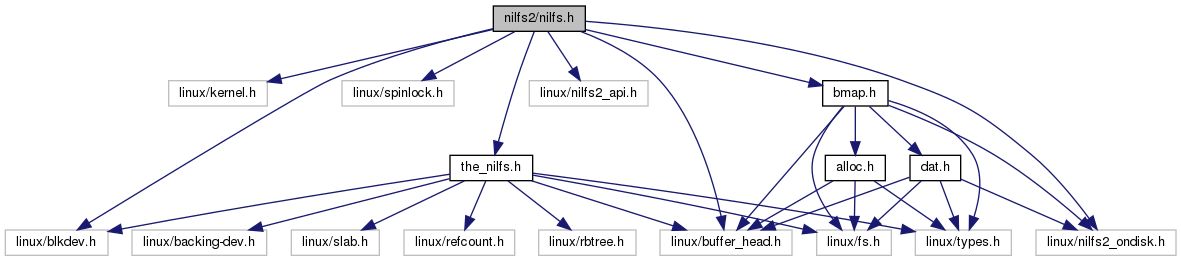 nilfs2/nilfs.h
linux/kernel.h
linux/spinlock.h
linux/nilfs2_api.h
bmap.h
the_nilfs.h
alloc.h
dat.h
linux/blkdev.h
linux/backing-dev.h
linux/slab.h
linux/refcount.h
linux/rbtree.h
linux/buffer_head.h
linux/fs.h
linux/types.h
linux/nilfs2_ondisk.h